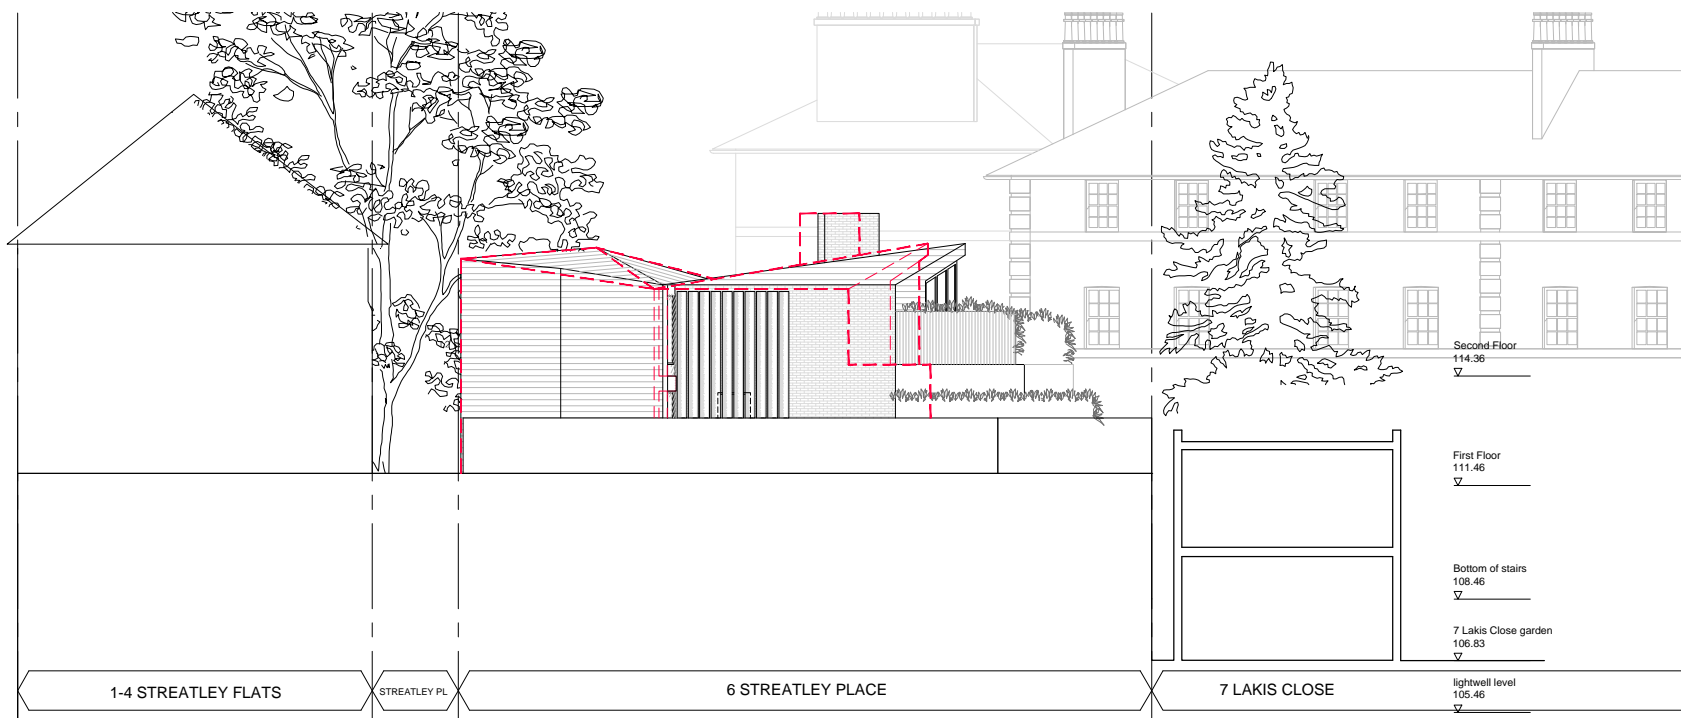 Second Floor
114.36
First Floor
111.46
Bottom of stairs
108.46
7 Lakis Close garden
106.83
lightwell level
105.46
1-4 STREATLEY FLATS
STREATLEY PL
6 STREATLEY PLACE
7 LAKIS CLOSE